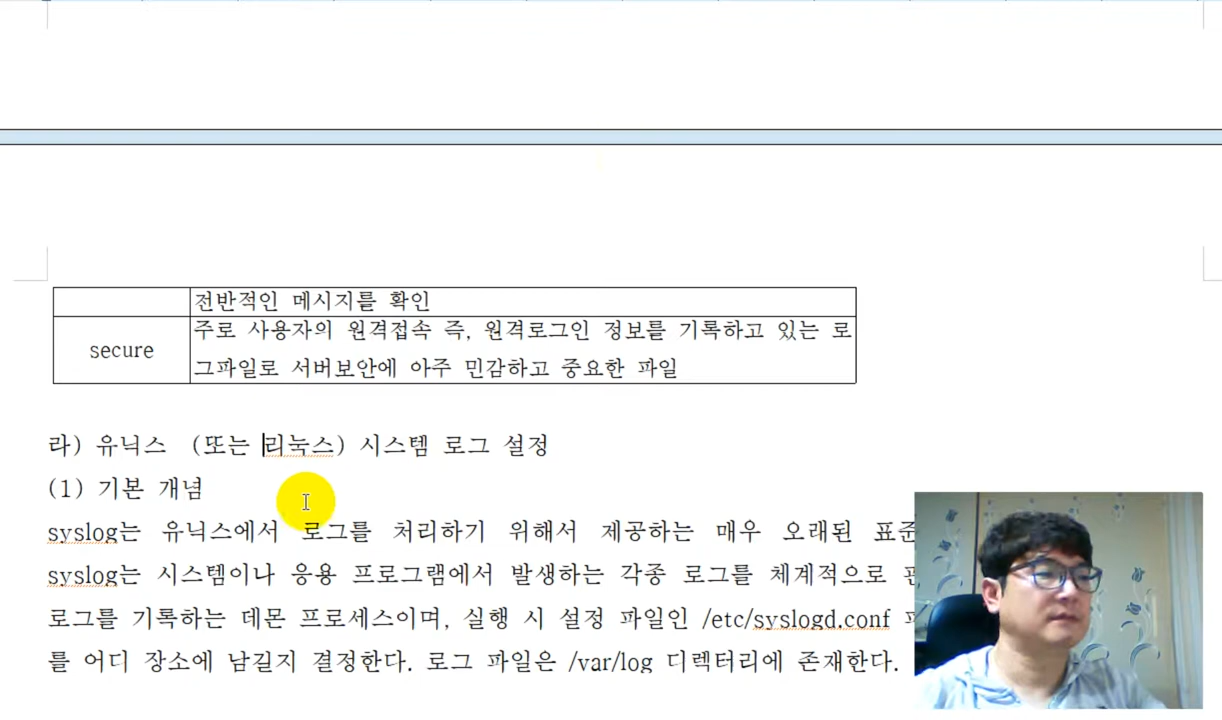 전반적인 메시지를 확인
secure
주로 사용자의 원격접속 즉, 원격로그인 정보를 기록하고 있는 로
그파일로 서버보안에 아주 민감하고 중요한 파일
라) 유닉스 (또는 리눅스) 시스템 로그 설정
(1) 기본 개념
syslog는 유닉스에서 로그를 처리하기 위해서 제공하는 매우 오래된 표준
syslog는 시스템이나 응용 프로그램에서 발생하는 각종 로그를 체계적으로
로그를 기록하는 데몬 프로세스이며, 실행 시 설정 파일인 /etc/syslogd.conf
를 어디 장소에 남길지 결정한다. 로그 파일은 /var/log 디렉터리에 존재한다.